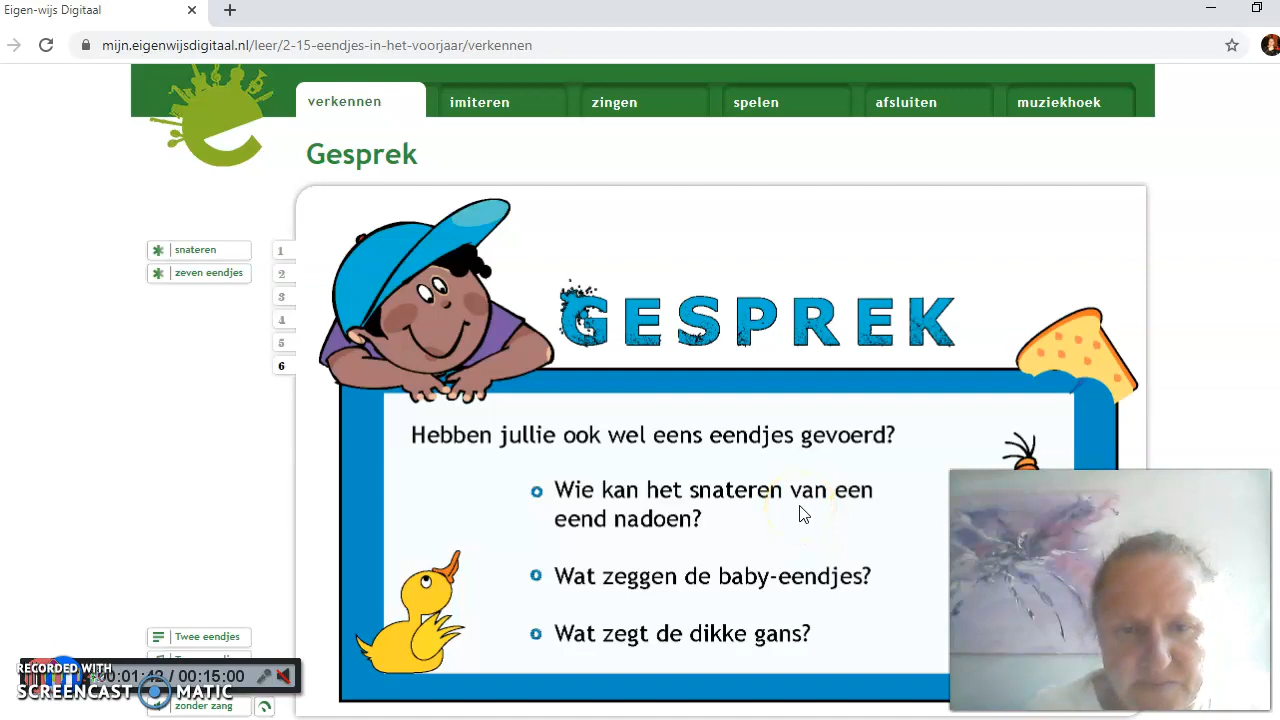 Eigen-wijs Digitaal
mijn.eigenwijsdigitaal.nl/leer/2-15-eendjes-in-het-voorjaar/verkennen
verkennen
imiteren
zingen
spelen
afsluiten
muziekhoek
Gesprek
snateren
zeven eendjes
1
2
3
4
5
6
GESPREK
Hebben jullie ook wel eens eendjes gevoerd?
Wie kan het snateren van een
eend nadoen?
Wat zeggen de baby-eendjes?
Wat zegt de dikke gans?
Twee eendjes
RECORDED WITH
00:01:42 / 00:15:00
SCREENCAST MATIC
zonder zang